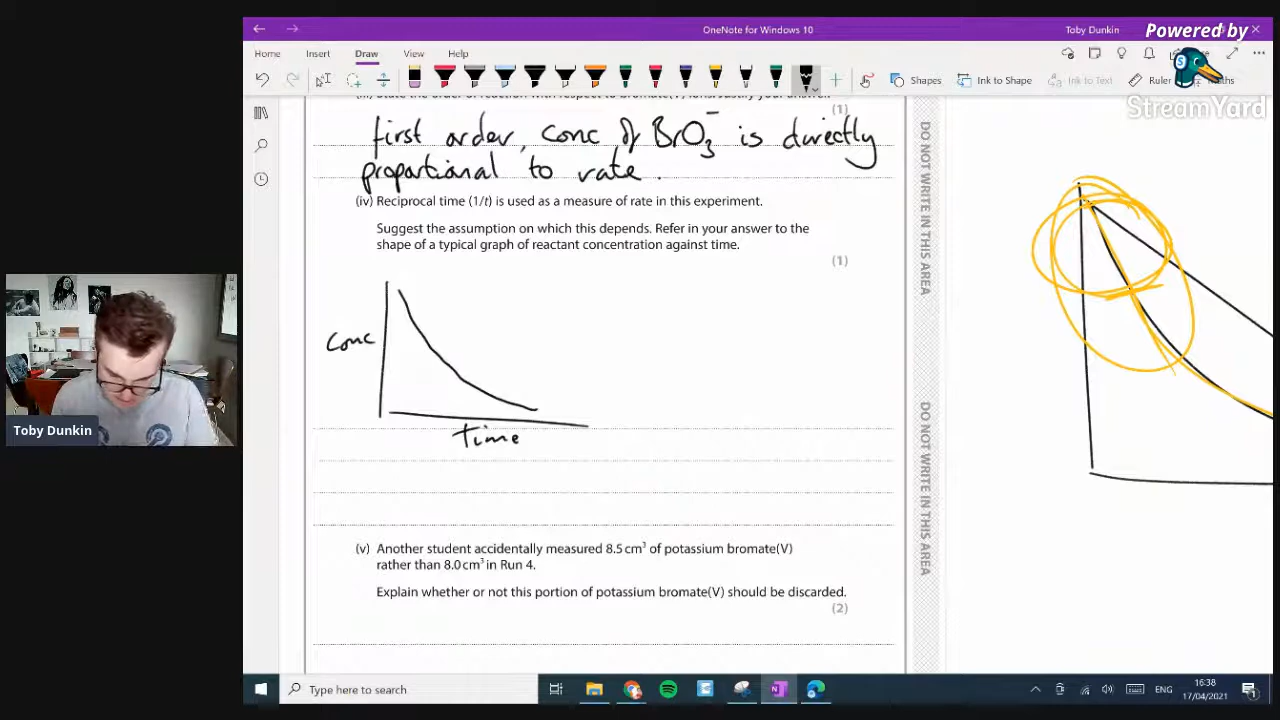 OneNote for Windows 10
Toby Dunkin
Powered by
StreamYard
Home Insert Draw View Help
Shapes Ink to Shape Ink to Text Ruler Maths
(1)
first order, conc of BrO3⁻ is directly
proportional to rate.
(iv) Reciprocal time (1/t) is used as a measure of rate in this experiment.
Suggest the assumption on which this depends. Refer in your answer to the
shape of a typical graph of reactant concentration against time.
(1)
conc
time
(v) Another student accidentally measured 8.5 cm³ of potassium bromate(V)
rather than 8.0 cm³ in Run 4.
Explain whether or not this portion of potassium bromate(V) should be discarded.
(2)
DO NOT WRITE IN THIS AREA
DO NOT WRITE IN THIS AREA
Toby Dunkin
Type here to search
ENG
16:38
17/04/2021